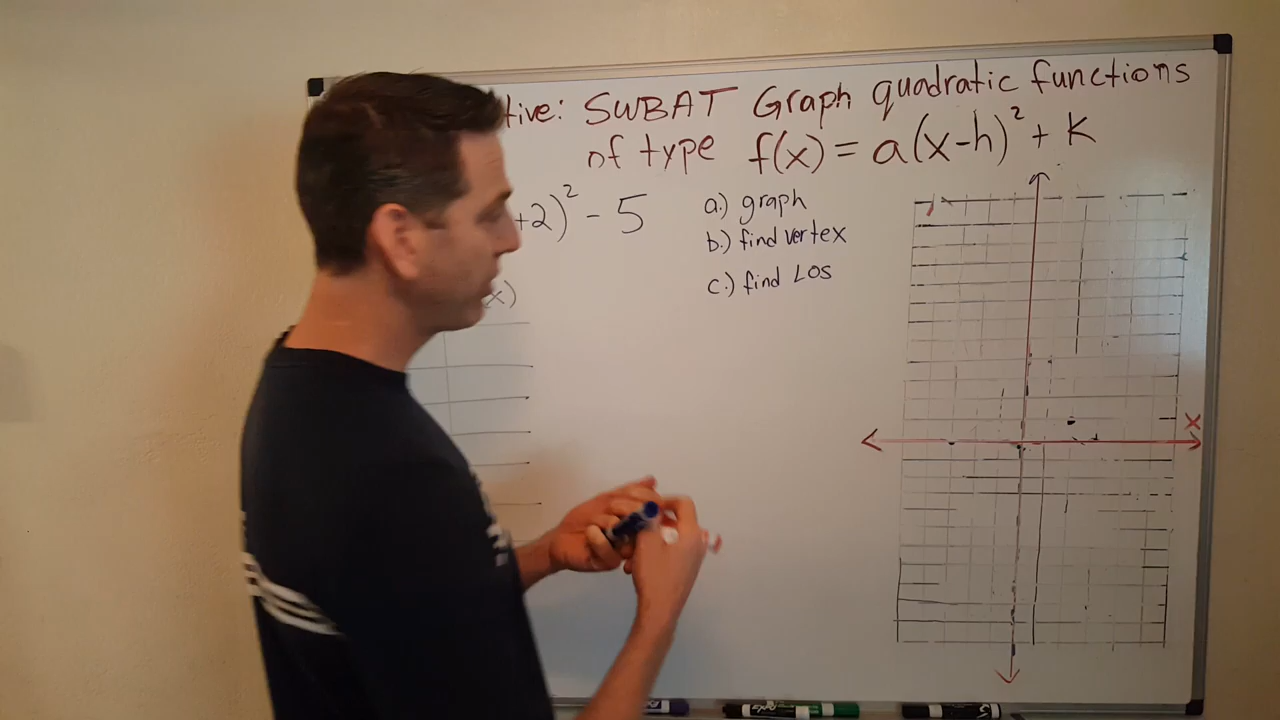 tive: SWBAT Graph quadratic functions
of type f(x) = a(x-h)² + K
+2)² - 5
a.) graph
b.) find vertex
c.) find LOS
x)
X